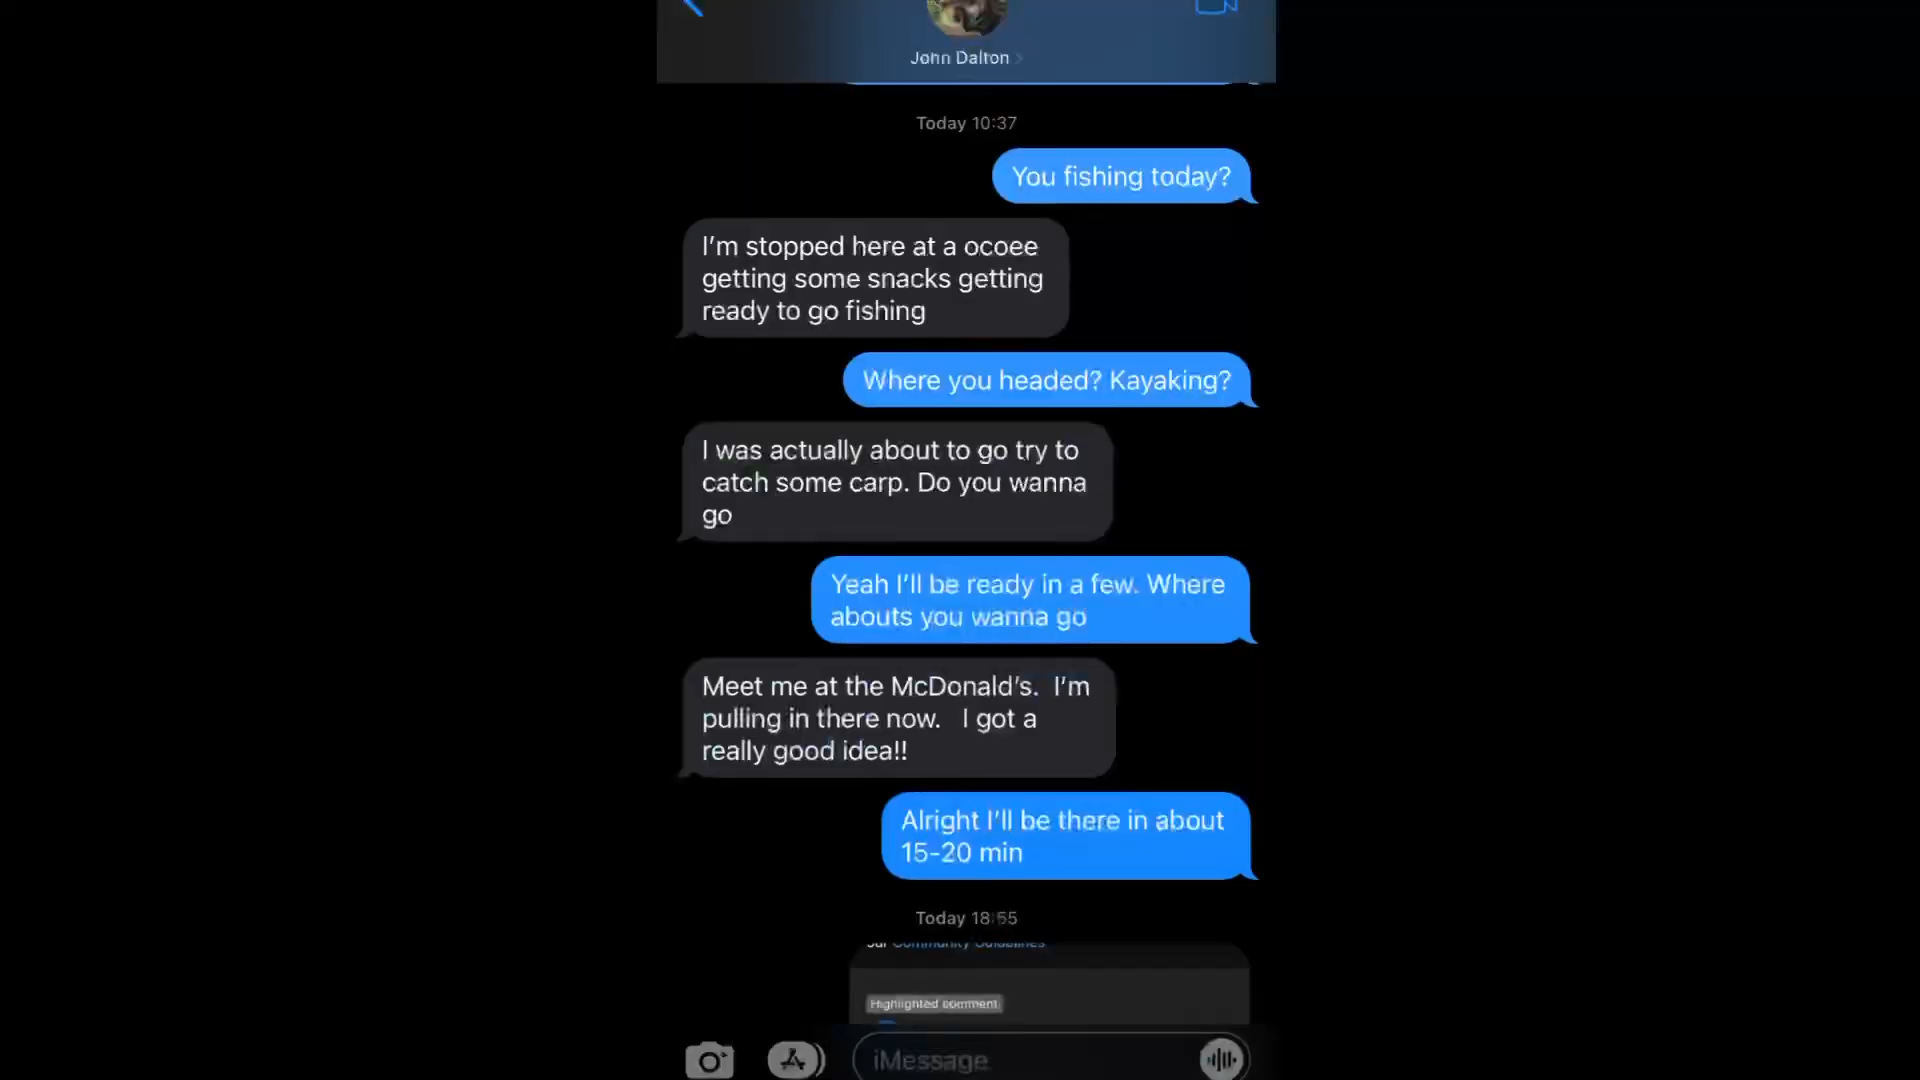 John Dalton
Today 10:37
You fishing today?
I'm stopped here at a ocoee
getting some snacks getting
ready to go fishing
Where you headed? Kayaking?
I was actually about to go try to
catch some carp. Do you wanna
go
Yeah I'll be ready in a few. Where
abouts you wanna go
Meet me at the McDonald's.  I'm
pulling in there now.   I got a
really good idea!!
Alright I'll be there in about
15-20 min
Today 18:55
Community Guidelines
Highlighted comment
iMessage